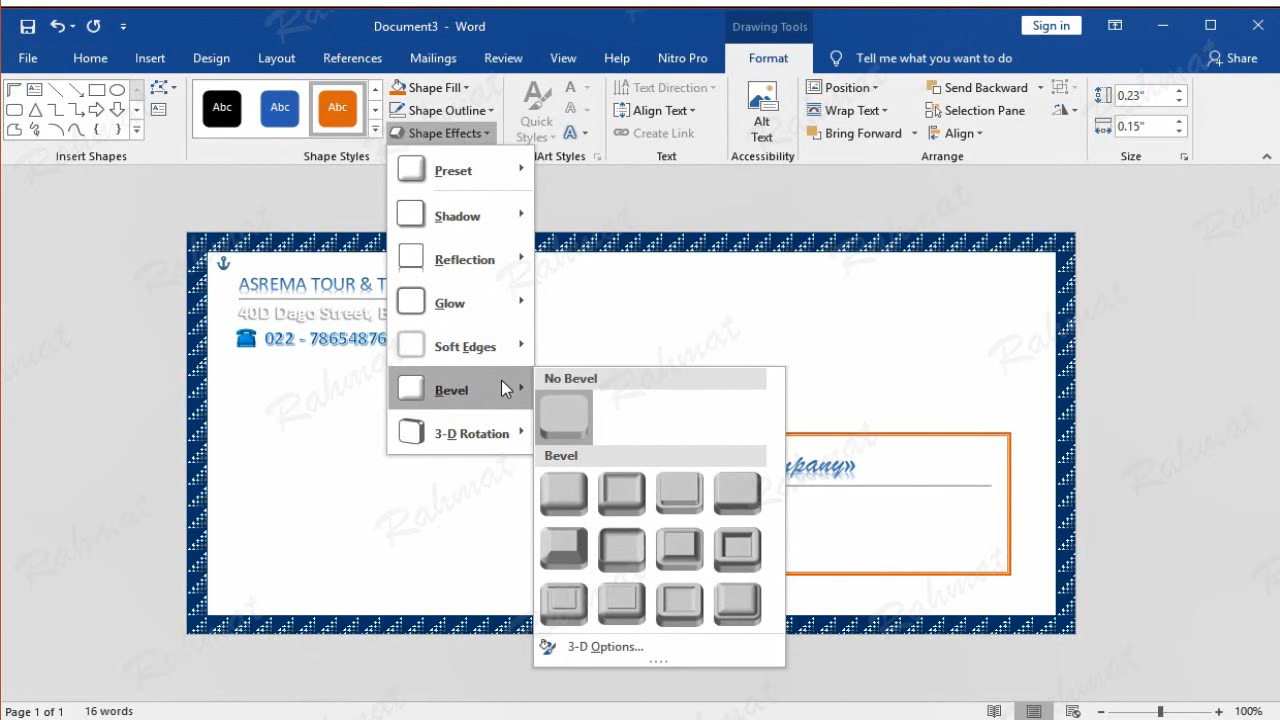 Document3 - Word
Drawing Tools
Sign in
File
Home
Insert
Design
Layout
References
Mailings
Review
View
Help
Nitro Pro
Format
Tell me what you want to do
Share
Abc
Abc
Abc
Shape Fill
Shape Outline
Shape Effects
Quick
Styles
Text Direction
Align Text
Create Link
Alt
Text
Position
Wrap Text
Bring Forward
Send Backward
Selection Pane
Align
0.23"
0.15"
Insert Shapes
Shape Styles
Art Styles
Text
Accessibility
Arrange
Size
Preset
Shadow
Reflection
Glow
Soft Edges
Bevel
3-D Rotation
No Bevel
Bevel
3-D Options...
ASREMA TOUR & T
40D Dago Street,
022 - 78654876
mpany»
Page 1 of 1
16 words
100%
Rahmat